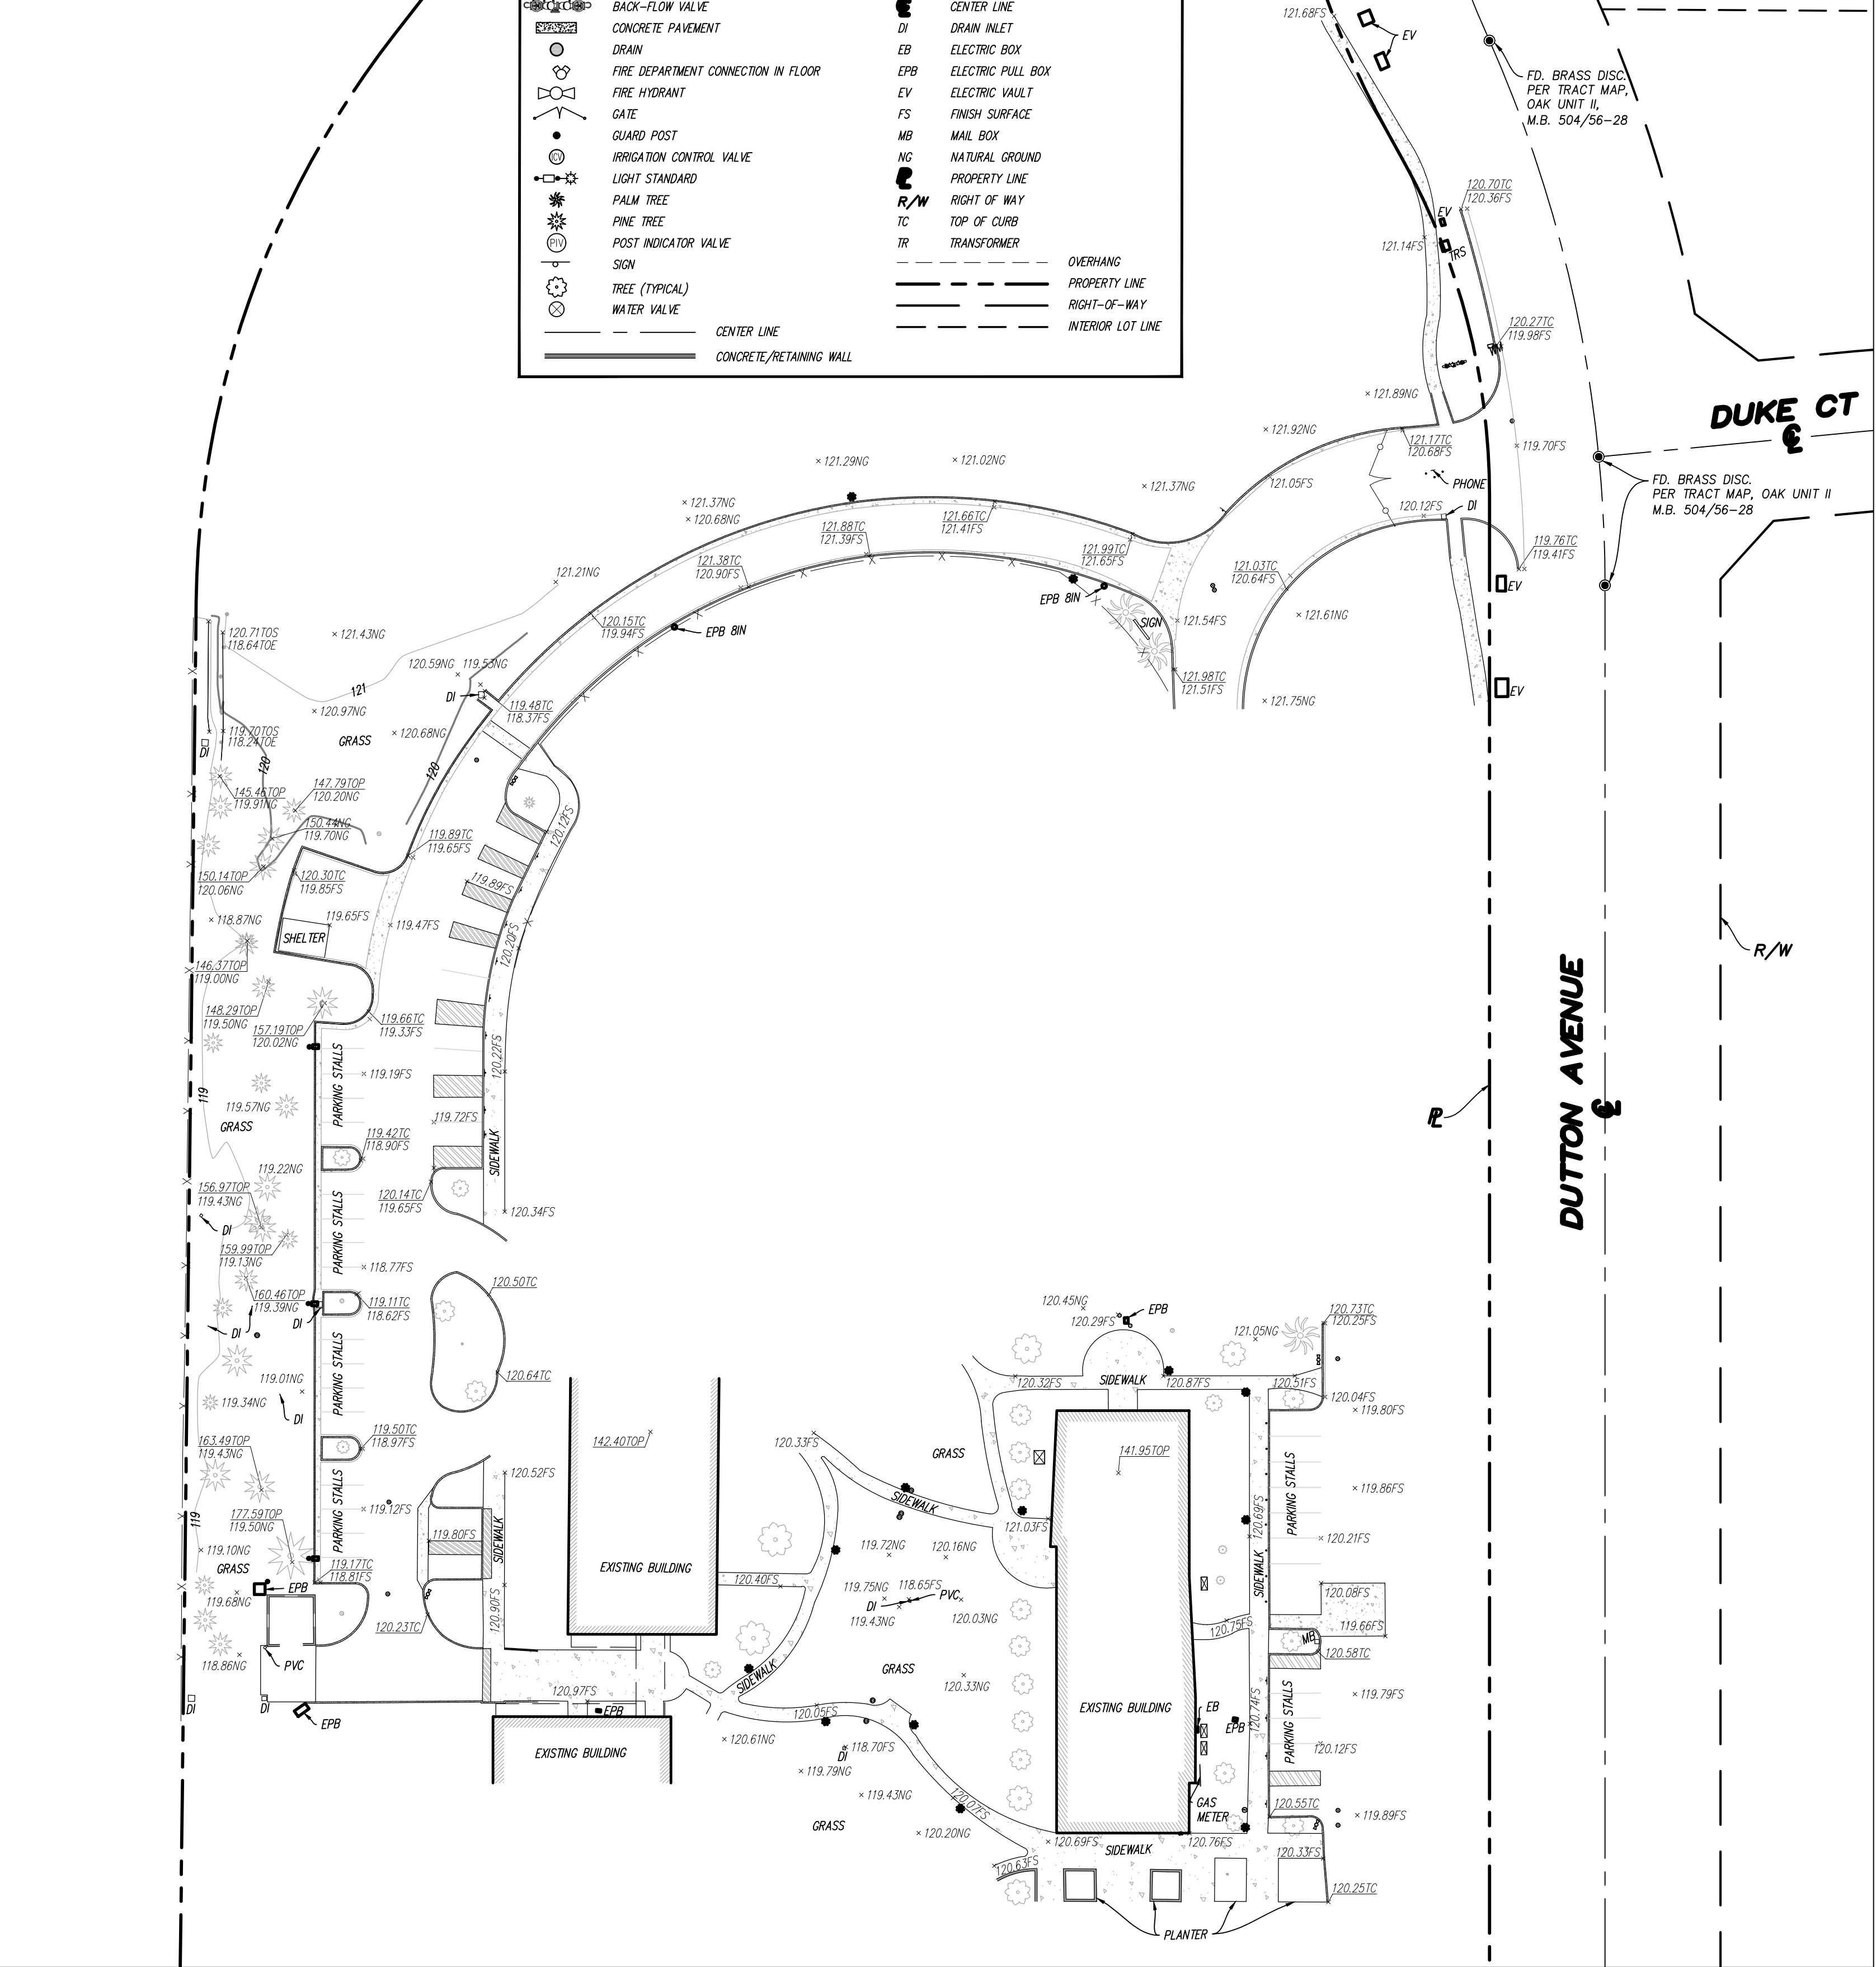 BACK-FLOW VALVE
CONCRETE PAVEMENT
DRAIN
FIRE DEPARTMENT CONNECTION IN FLOOR
FIRE HYDRANT
GATE
GUARD POST
ICV IRRIGATION CONTROL VALVE
LIGHT STANDARD
PALM TREE
PINE TREE
PIV POST INDICATOR VALVE
SIGN
TREE (TYPICAL)
WATER VALVE
CENTER LINE
CONCRETE/RETAINING WALL
CENTER LINE
DI DRAIN INLET
EB ELECTRIC BOX
EPB ELECTRIC PULL BOX
EV ELECTRIC VAULT
FS FINISH SURFACE
MB MAIL BOX
NG NATURAL GROUND
PL PROPERTY LINE
R/W RIGHT OF WAY
TC TOP OF CURB
TR TRANSFORMER
OVERHANG
PROPERTY LINE
RIGHT-OF-WAY
INTERIOR LOT LINE
121.68FS
EV
FD. BRASS DISC.
PER TRACT MAP,
OAK UNIT II,
M.B. 504/56-28
120.70TC
120.36FS
EV
121.14FS
TRS
120.27TC
119.98FS
121.89NG
DUKE CT
121.92NG
121.17TC
120.68FS
119.70FS
121.29NG
121.02NG
121.37NG
121.05FS
PHONE
FD. BRASS DISC.
PER TRACT MAP, OAK UNIT II
M.B. 504/56-28
121.37NG
120.68NG
121.88TC
121.39FS
121.66TC
121.41FS
120.12FS
DI
121.99TC
121.65FS
119.76TC
119.41FS
121.21NG
121.38TC
120.90FS
121.03TC
120.64FS
EV
EPB 8IN
120.15TC
119.94FS
EPB 8IN
SIGN
121.54FS
121.61NG
120.71TOS
118.64TOE
121.43NG
120.59NG
119.53NG
121.98TC
121.51FS
121
DI
119.48TC
118.37FS
121.75NG
EV
120.97NG
119.70TOS
118.24TOE
GRASS
120.68NG
DI
120
120
145.46TOP
119.91NG
147.79TOP
120.20NG
150.44NG
119.70NG
119.89TC
119.65FS
120.12FS
150.14TOP
120.06NG
120.30TC
119.85FS
119.89FS
118.87NG
119.65FS
119.47FS
SHELTER
120.20FS
R/W
146.37TOP
119.00NG
148.29TOP
119.50NG
157.19TOP
120.02NG
119.66TC
119.33FS
PARKING STALLS
119.19FS
120.22FS
119
119.57NG
GRASS
119.72FS
PL
DUTTON AVENUE
119.42TC
118.90FS
SIDEWALK
119.22NG
156.97TOP
119.43NG
120.14TC
119.65FS
120.34FS
DI
PARKING STALLS
159.99TOP
119.13NG
118.77FS
160.46TOP
119.39NG
119.11TC
118.62FS
120.50TC
DI
DI
PARKING STALLS
119.01NG
119.34NG
120.64TC
DI
119.50TC
118.97FS
163.49TOP
119.43NG
142.40TOP
120.52FS
PARKING STALLS
119.12FS
119
177.59TOP
119.50NG
119.80FS
SIDEWALK
119.10NG
GRASS
119.17TC
118.81FS
EPB
119.68NG
120.90FS
EXISTING BUILDING
120.23TC
118.86NG
PVC
DI
DI
EPB
120.97FS
EPB
EXISTING BUILDING
120.45NG
120.29FS
EPB
121.05NG
120.73TC
120.25FS
120.32FS
SIDEWALK
120.87FS
120.51FS
120.04FS
119.80FS
120.33FS
GRASS
141.95TOP
SIDEWALK
121.03FS
120.69FS
PARKING STALLS
119.86FS
120.21FS
119.72NG
120.16NG
120.40FS
119.75NG
118.65FS
PVC
DI
119.43NG
120.03NG
SIDEWALK
120.08FS
120.75FS
119.66FS
MB
120.58TC
GRASS
SIDEWALK
120.33NG
120.05FS
EXISTING BUILDING
EB
EPB
120.74FS
119.79FS
PARKING STALLS
120.61NG
118.70FS
DI
120.12FS
119.79NG
119.43NG
120.07FS
GAS
METER
120.55TC
119.89FS
GRASS
120.20NG
120.69FS
SIDEWALK
120.76FS
120.33FS
120.63FS
120.25TC
PLANTER